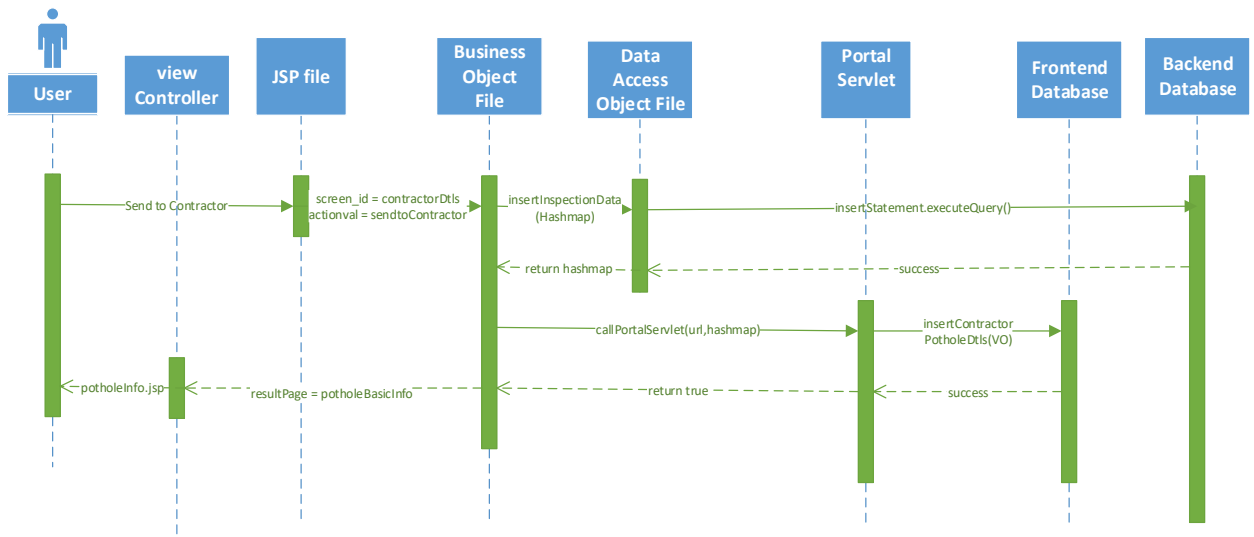 User
view
Controller
JSP file
Business
Object
File
Data
Access
Object File
Portal
Servlet
Frontend
Database
Backend
Database
Send to Contractor
screen_id = contractorDtls
actionval = sendtoContractor
insertInspectionData
(Hashmap)
insertStatement.executeQuery()
return hashmap
success
callPortalServlet(url,hashmap)
insertContractor
PotholeDtls(VO)
potholeInfo.jsp
resultPage = potholeBasicInfo
return true
success